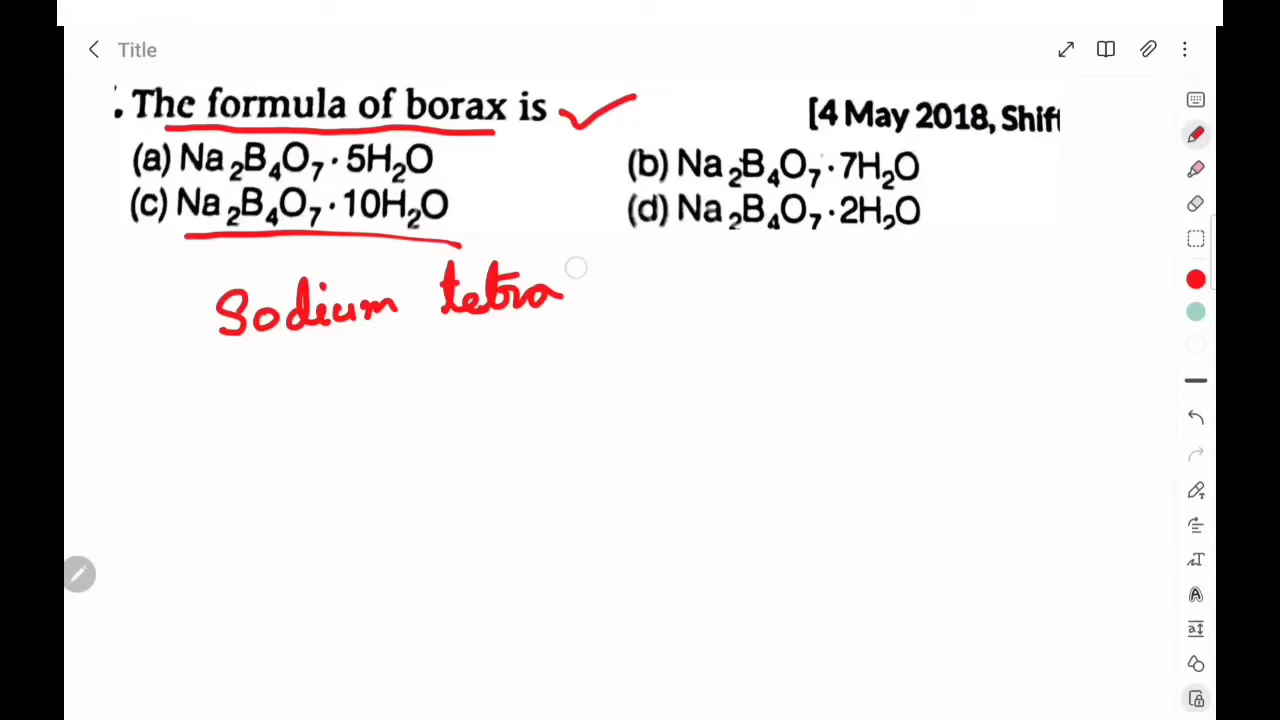 Title
. The formula of borax is [4 May 2018, Shift
(a) Na₂B₄O₇ · 5H₂O (b) Na₂B₄O₇ · 7H₂O
(c) Na₂B₄O₇ · 10H₂O (d) Na₂B₄O₇ · 2H₂O
Sodium tetra